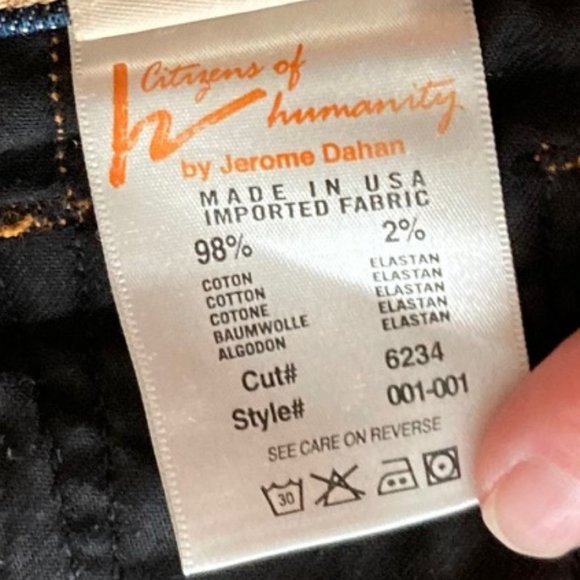 Citizens of
humanity
by Jerome Dahan
MADE IN USA
IMPORTED FABRIC
98% 2%
COTON ELASTAN
COTTON ELASTAN
COTONE ELASTAN
BAUMWOLLE ELASTAN
ALGODON ELASTAN
Cut# 6234
Style# 001-001
SEE CARE ON REVERSE
30